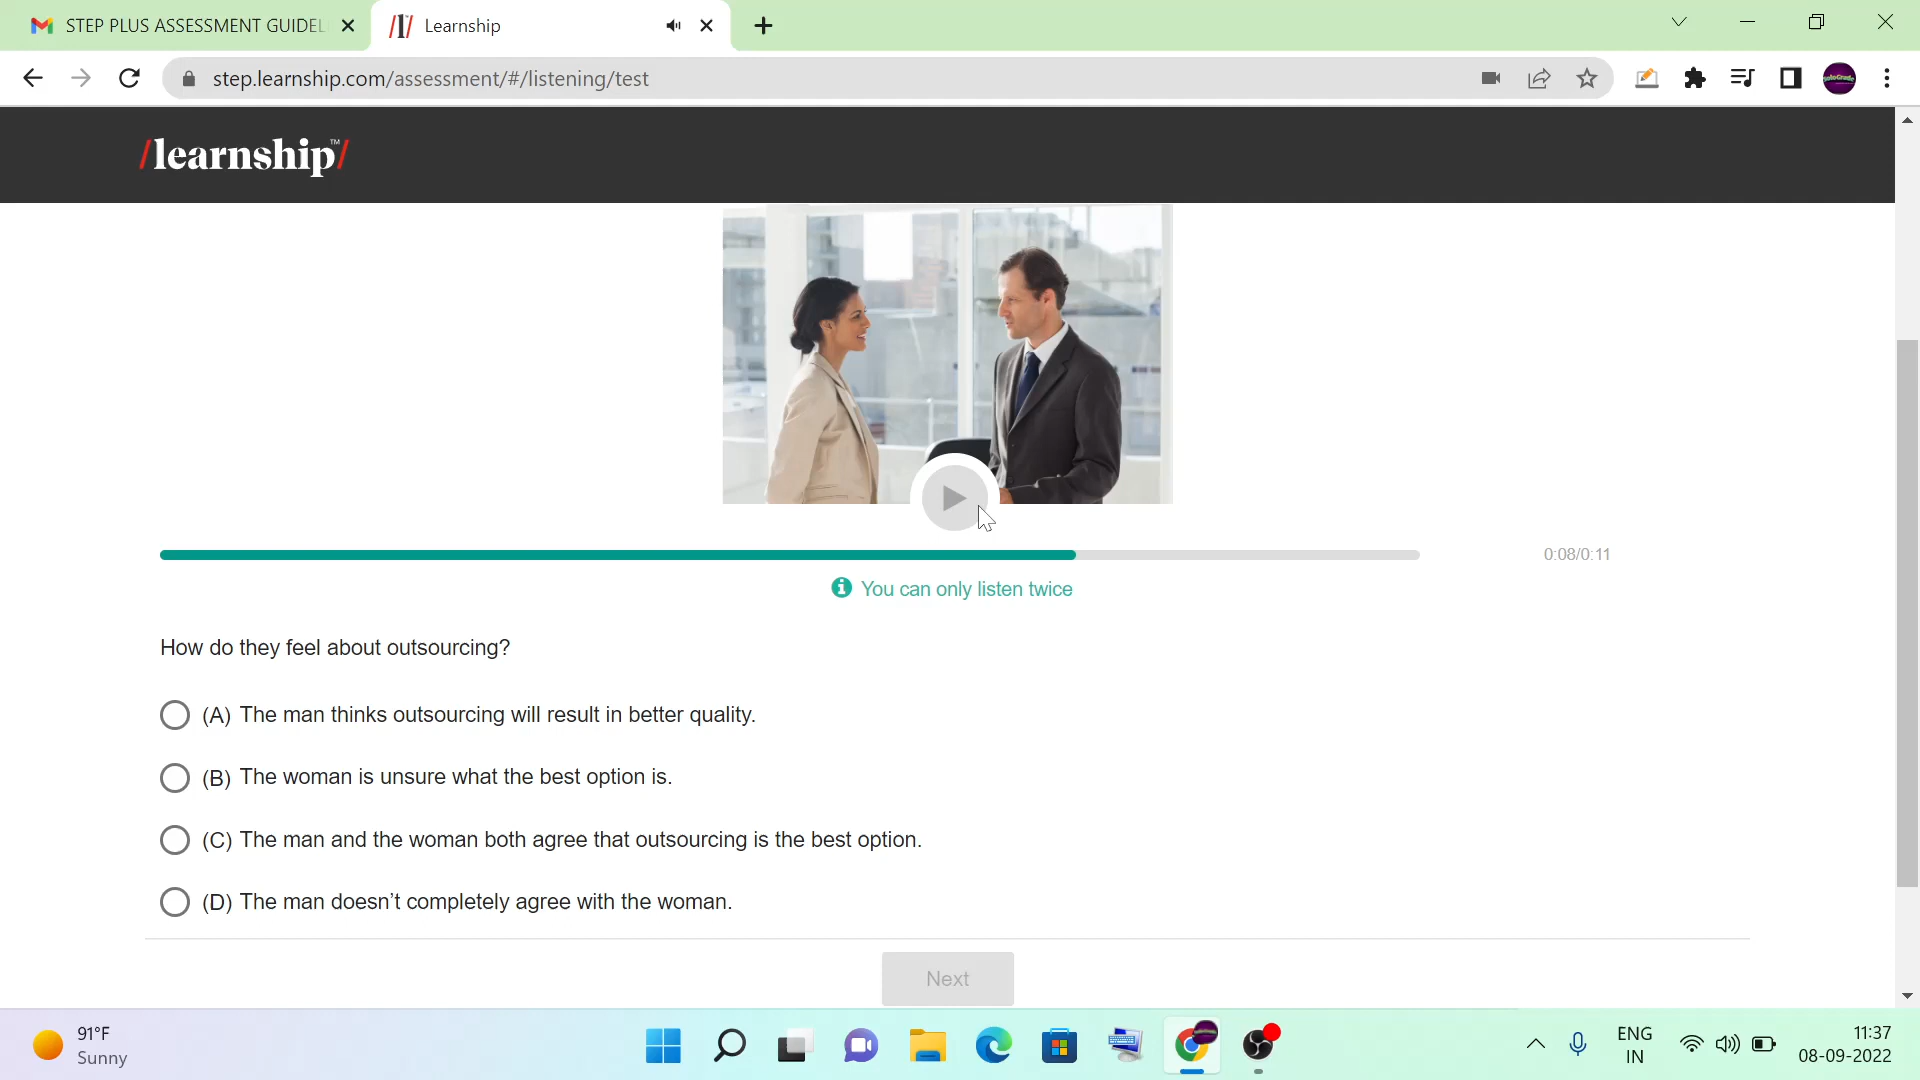 STEP PLUS ASSESSMENT GUIDEL
Learnship
step.learnship.com/assessment/#/listening/test
/learnship™/
0:08/0:11
You can only listen twice
How do they feel about outsourcing?
(A) The man thinks outsourcing will result in better quality.
(B) The woman is unsure what the best option is.
(C) The man and the woman both agree that outsourcing is the best option.
(D) The man doesn’t completely agree with the woman.
Next
91°F
Sunny
ENG
IN
11:37
08-09-2022